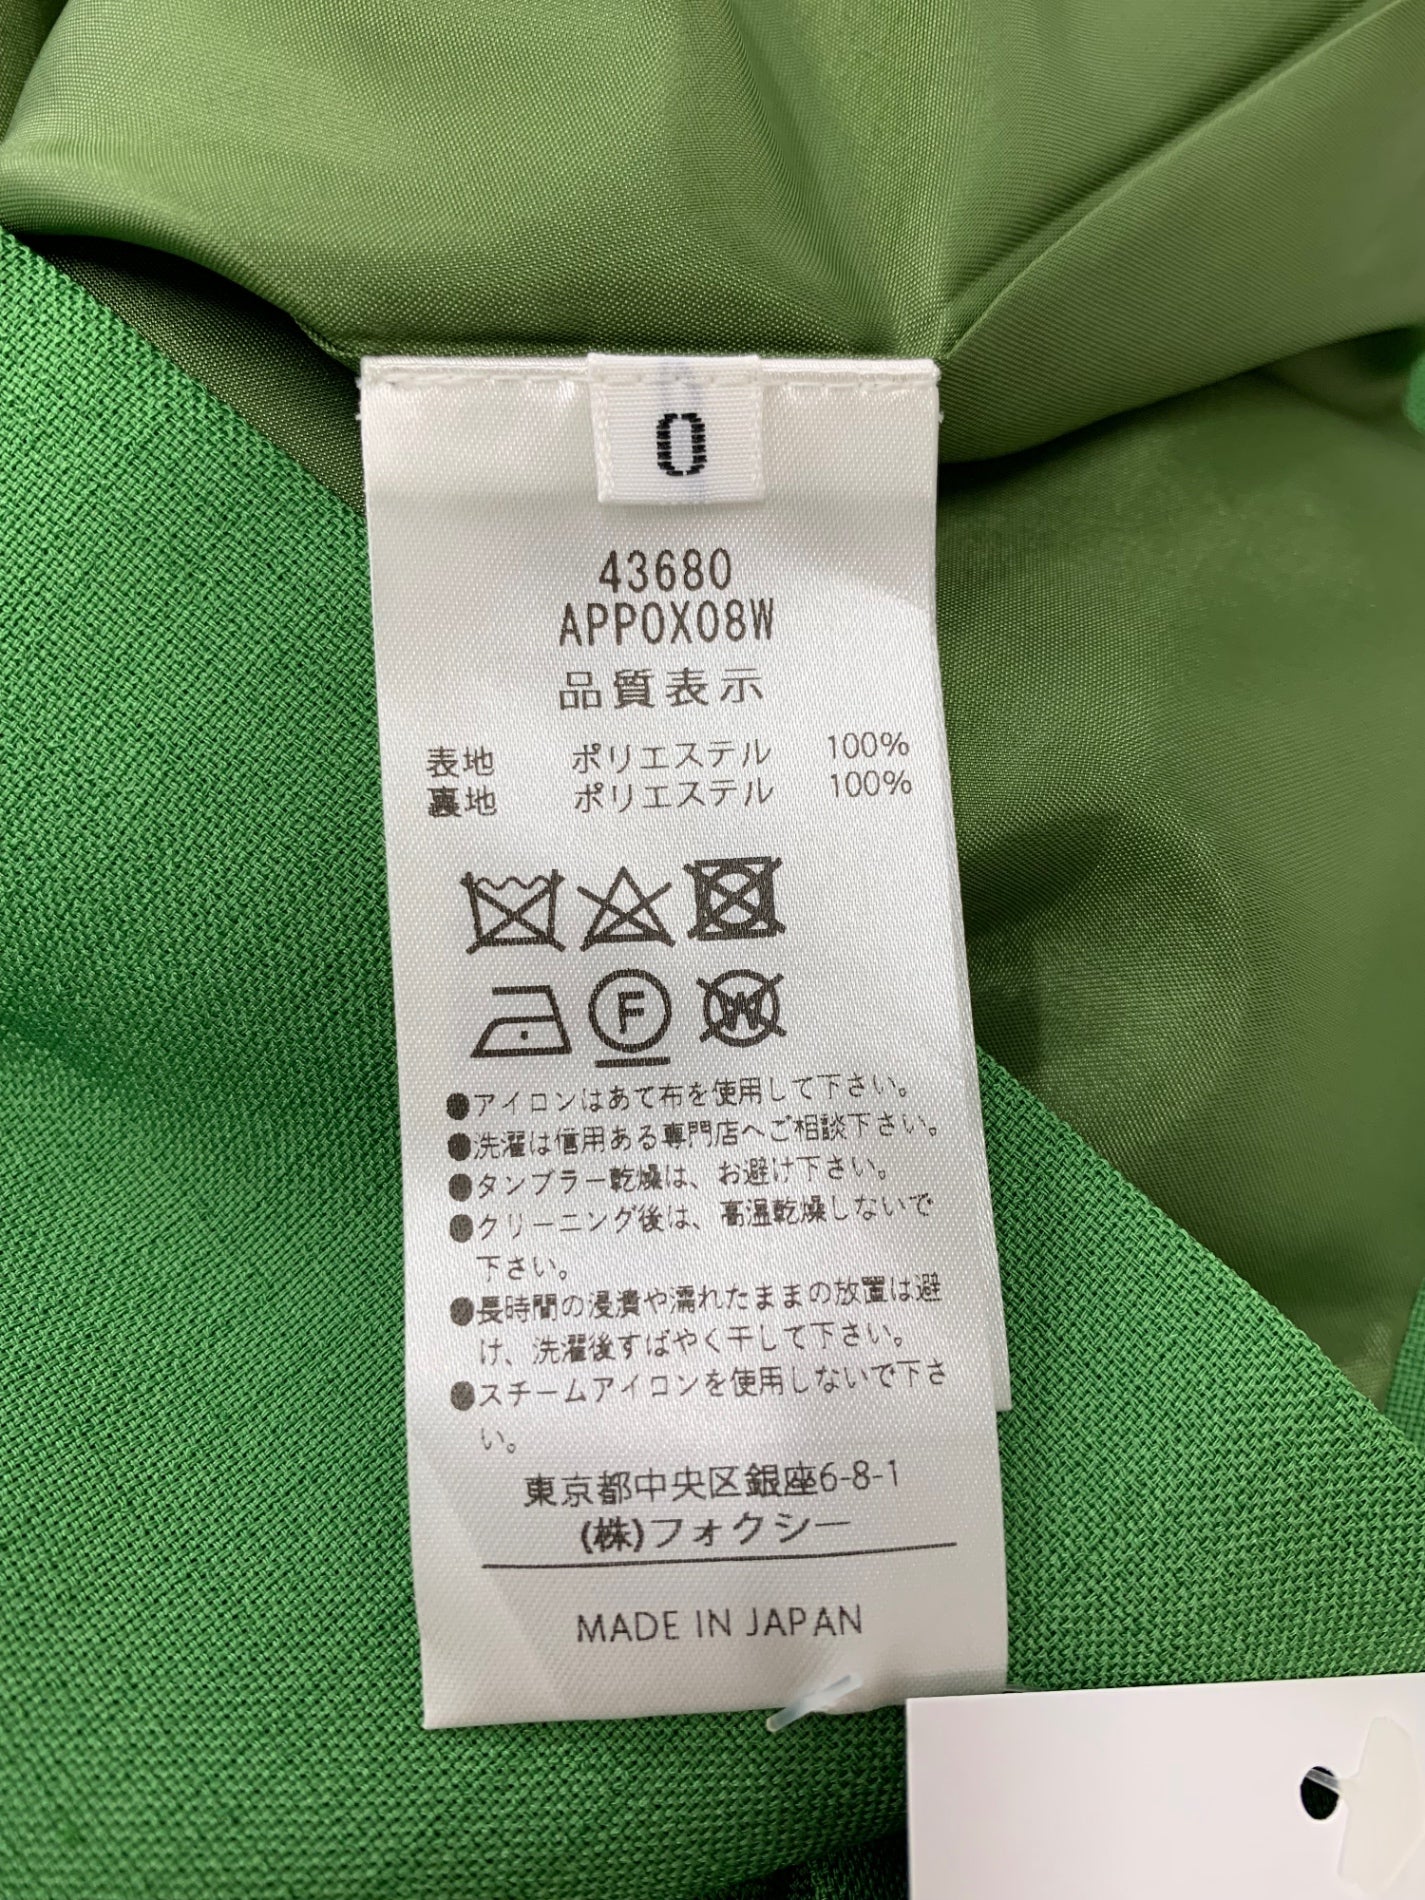 0
43680
APPOX08W
品質表示
表地 ポリエステル 100%
裏地 ポリエステル 100%
F W
●アイロンはあて布を使用して下さい。
●洗濯は信用ある専門店へご相談下さい。
●タンブラー乾燥は、お避け下さい。
●クリーニング後は、高温乾燥しないで
下さい。
●長時間の浸漬や濡れたままの放置は避
け、洗濯後すばやく干して下さい。
●スチームアイロンを使用しないで下さ
い。
東京都中央区銀座6-8-1
(株)フォクシー
MADE IN JAPAN